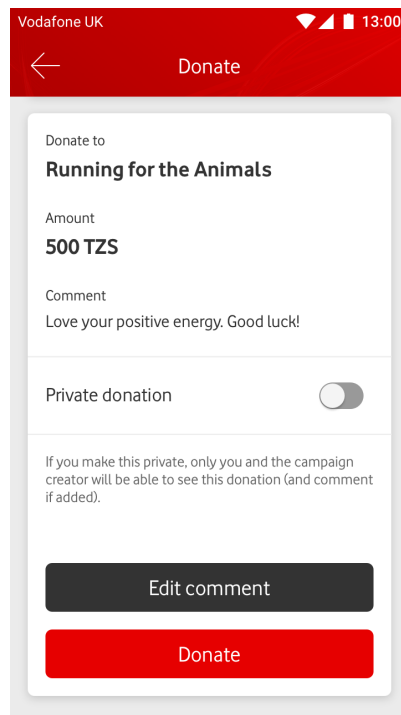 Vodafone UK 13:00
Donate
Donate to
Running for the Animals
Amount
500 TZS
Comment
Love your positive energy. Good luck!
Private donation
If you make this private, only you and the campaign
creator will be able to see this donation (and comment
if added).
Edit comment
Donate